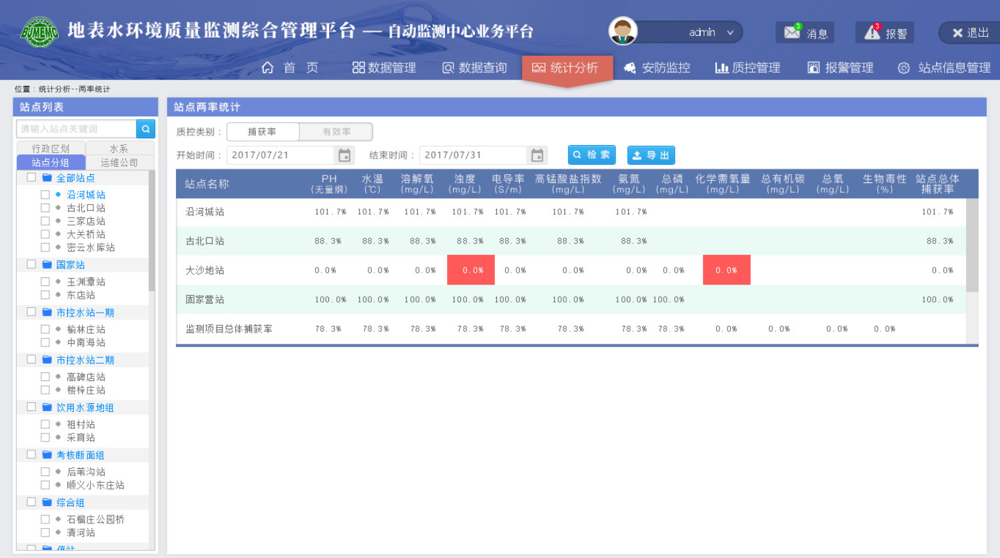 BJMEMC 地表水环境质量监测综合管理平台 — 自动监测中心业务平台
admin
3 消息
3 报警
退出
首 页
数据管理
数据查询
统计分析
安防监控
质控管理
报警管理
站点信息管理
位置：统计分析--两率统计
站点列表
请输入站点关键词
行政区划 水系
站点分组 运维公司
全部站点
沿河城站
古北口站
三家店站
大关桥站
密云水库站
国家站
玉渊潭站
东店站
市控水站一期
榆林庄站
中南海站
市控水站二期
高碑店站
楼梓庄站
饮用水源地组
祖村站
采育站
考核断面组
后苇沟站
顺义小东庄站
综合组
石榴庄公园桥
清河站
站点两率统计
质控类别： 捕获率 有效率
开始时间： 2017/07/21 结束时间： 2017/07/31 检 索 导 出
站点名称 PH 水温 溶解氧 浊度 电导率 高锰酸盐指数 氨氮 总磷 化学需氧量 总有机碳 总氧 生物毒性 站点总体
(无量纲) (℃) (mg/L) (mg/L) (S/m) (mg/L) (mg/L) (mg/L) (mg/L) (mg/L) (mg/L) (%) 捕获率
沿河城站 101.7% 101.7% 101.7% 101.7% 101.7% 101.7% 101.7% 101.7%
古北口站 88.3% 88.3% 88.3% 88.3% 88.3% 88.3% 88.3% 88.3%
大沙地站 0.0% 0.0% 0.0% 0.0% 0.0% 0.0% 0.0% 0.0% 0.0% 0.0%
固家营站 100.0% 100.0% 100.0% 100.0% 100.0% 100.0% 100.0% 100.0% 100.0%
监测项目总体捕获率 78.3% 78.3% 78.3% 78.3% 78.3% 78.3% 78.3% 78.3% 0.0% 0.0% 0.0% 0.0%